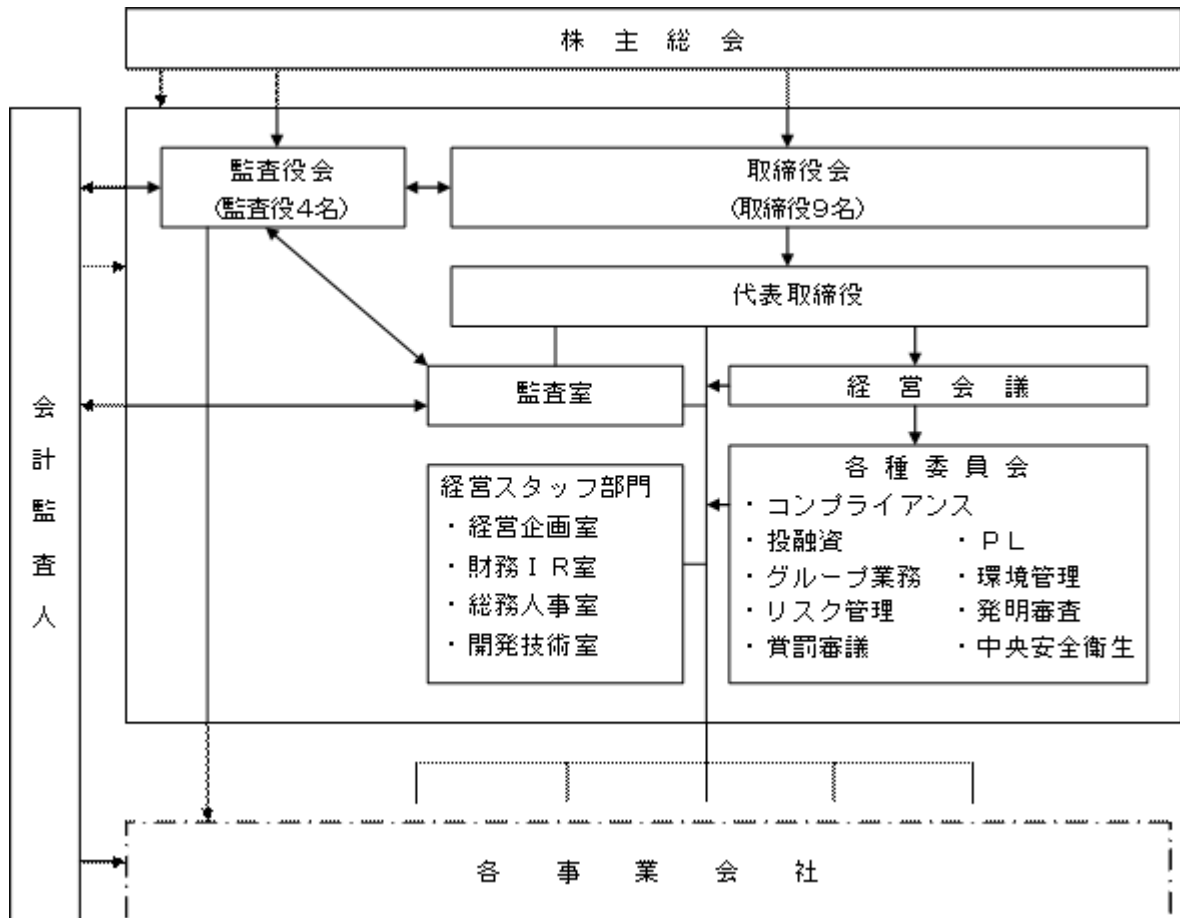 株主総会
監査役会
(監査役4名)
取締役会
(取締役9名)
代表取締役
監査室
経営会議
経営スタッフ部門
・経営企画室
・財務IR室
・総務人事室
・開発技術室
各種委員会
・コンプライアンス
・投融資 ・PL
・グループ業務 ・環境管理
・リスク管理 ・発明審査
・賞罰審議 ・中央安全衛生
会計監査人
各事業会社